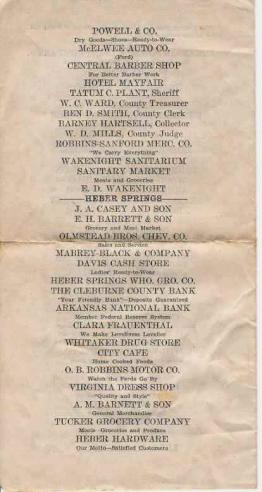 POWELL & CO.
Dry Goods—Shoes—Ready-to-Wear
McELWEE AUTO CO.
(Ford)
CENTRAL BARBER SHOP
For Better Barber Work
HOTEL MAYFAIR
TATUM C. PLANT, Sheriff
W. C. WARD, County Treasurer
BEN D. SMITH, County Clerk
BARNEY HARTSELL, Collector
W. D. MILLS, County Judge
ROBBINS-SANFORD MERC. CO.
"We Carry Everything"
WAKENIGHT SANITARIUM
SANITARY MARKET
Meats and Groceries
E. D. WAKENIGHT
HEBER SPRINGS
J. A. CASEY AND SON
E. H. BARRETT & SON
Grocery and Meat Market
OLMSTEAD BROS. CHEV. CO.
Sales and Service
MABREY-BLACK & COMPANY
DAVIS CASH STORE
Ladies' Ready-to-Wear
HEBER SPRINGS WHO. GRO. CO.
THE CLEBURNE COUNTY BANK
"Your Friendly Bank"—Deposits Guaranteed
ARKANSAS NATIONAL BANK
Member Federal Reserve System
CLARA FRAUENTHAL
We Make Loveliness Lovelier
WHITAKER DRUG STORE
CITY CAFE
Home Cooked Foods
O. B. ROBBINS MOTOR CO.
Watch the Fords Go By
VIRGINIA DRESS SHOP
"Quality and Style"
A. M. BARNETT & SON
General Merchandise
TUCKER GROCERY COMPANY
Meats Groceries and Produce
HEBER HARDWARE
Our Motto—Satisfied Customers